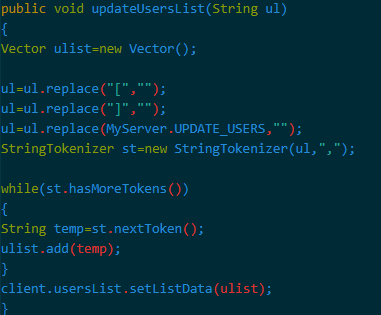 public void updateUsersList(String ul)
{
Vector ulist=new Vector();
ul=ul.replace("[","");
ul=ul.replace("]","");
ul=ul.replace(MyServer.UPDATE_USERS,"");
StringTokenizer st=new StringTokenizer(ul,",");
while(st.hasMoreTokens())
{
String temp=st.nextToken();
ulist.add(temp);
}
client.usersList.setListData(ulist);
}